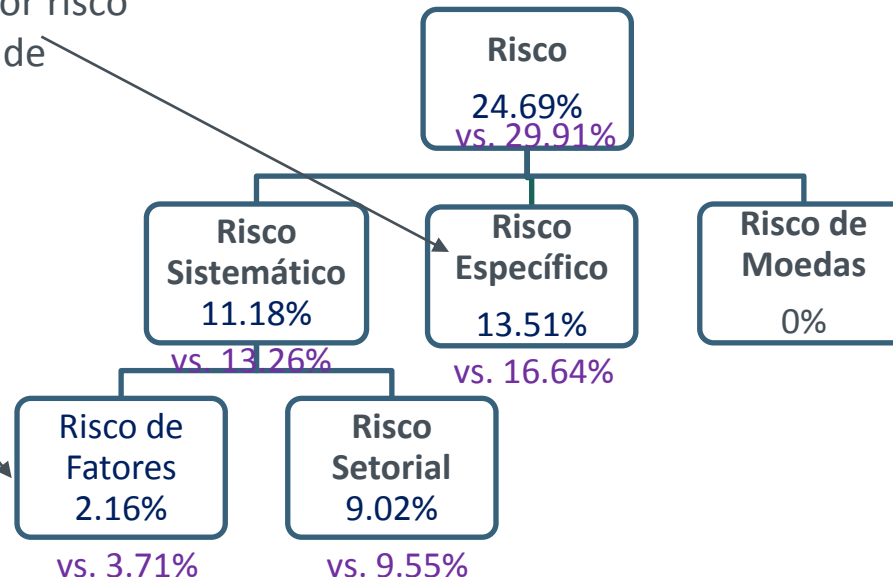 or risco
de
Risco
24.69%
vs. 29.91%
Risco
Sistemático
11.18%
vs. 13.26%
Risco
Específico
13.51%
vs. 16.64%
Risco de
Moedas
0%
Risco de
Fatores
2.16%
vs. 3.71%
Risco
Setorial
9.02%
vs. 9.55%